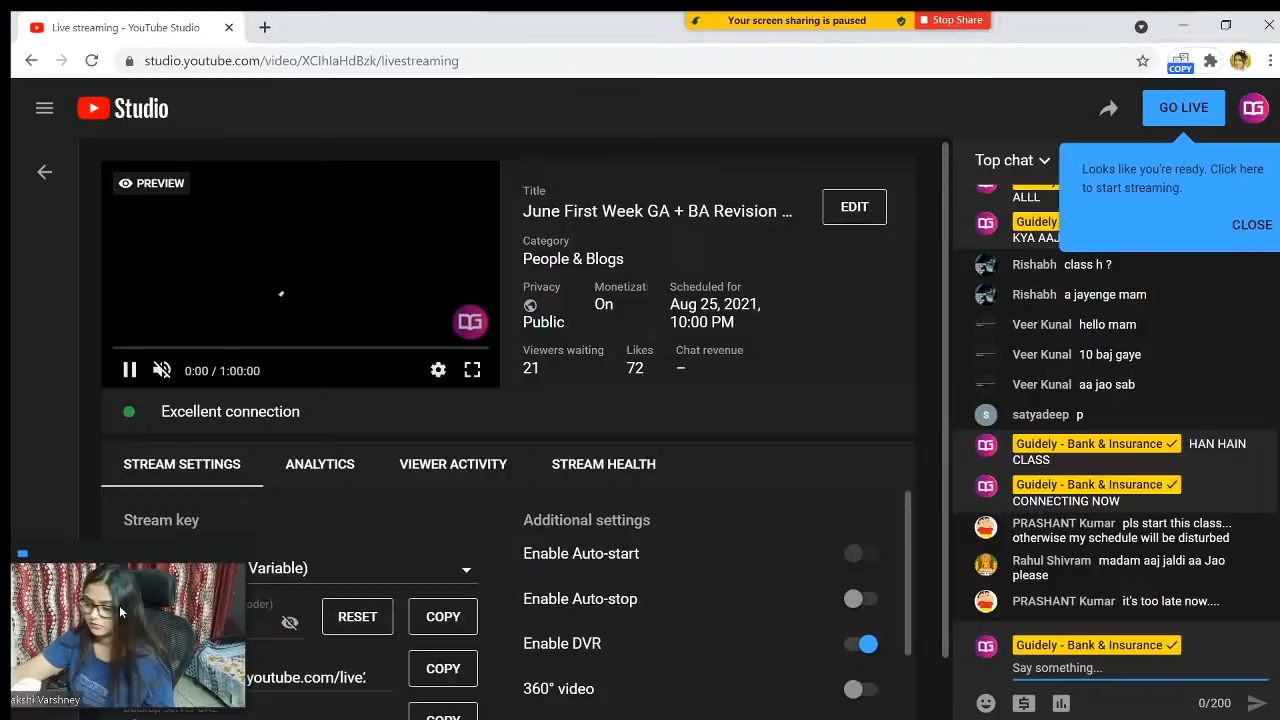 Live streaming - YouTube Studio
Your screen sharing is paused
Stop Share
studio.youtube.com/video/XCIhIaHdBzk/livestreaming
COPY
Studio
GO LIVE
Looks like you're ready. Click here
to start streaming.
CLOSE
PREVIEW
0:00 / 1:00:00
Excellent connection
Title
June First Week GA + BA Revision ...
EDIT
Category
People & Blogs
Privacy
Public
Monetizati
On
Scheduled for
Aug 25, 2021,
10:00 PM
Viewers waiting
21
Likes
72
Chat revenue
–
STREAM SETTINGS
ANALYTICS
VIEWER ACTIVITY
STREAM HEALTH
Stream key
Variable)
oder)
RESET
COPY
youtube.com/live2
COPY
COPY
Additional settings
Enable Auto-start
Enable Auto-stop
Enable DVR
360° video
akshi Varshney
Top chat
ALLL
Guidely
KYA AAJ
Rishabh class h ?
Rishabh a jayenge mam
Veer Kunal hello mam
Veer Kunal 10 baj gaye
Veer Kunal aa jao sab
s satyadeep p
Guidely - Bank & Insurance HAN HAIN
CLASS
Guidely - Bank & Insurance
CONNECTING NOW
PRASHANT Kumar pls start this class...
otherwise my schedule will be disturbed
Rahul Shivram madam aaj jaldi aa Jao
please
PRASHANT Kumar it's too late now....
Guidely - Bank & Insurance
Say something...
0/200